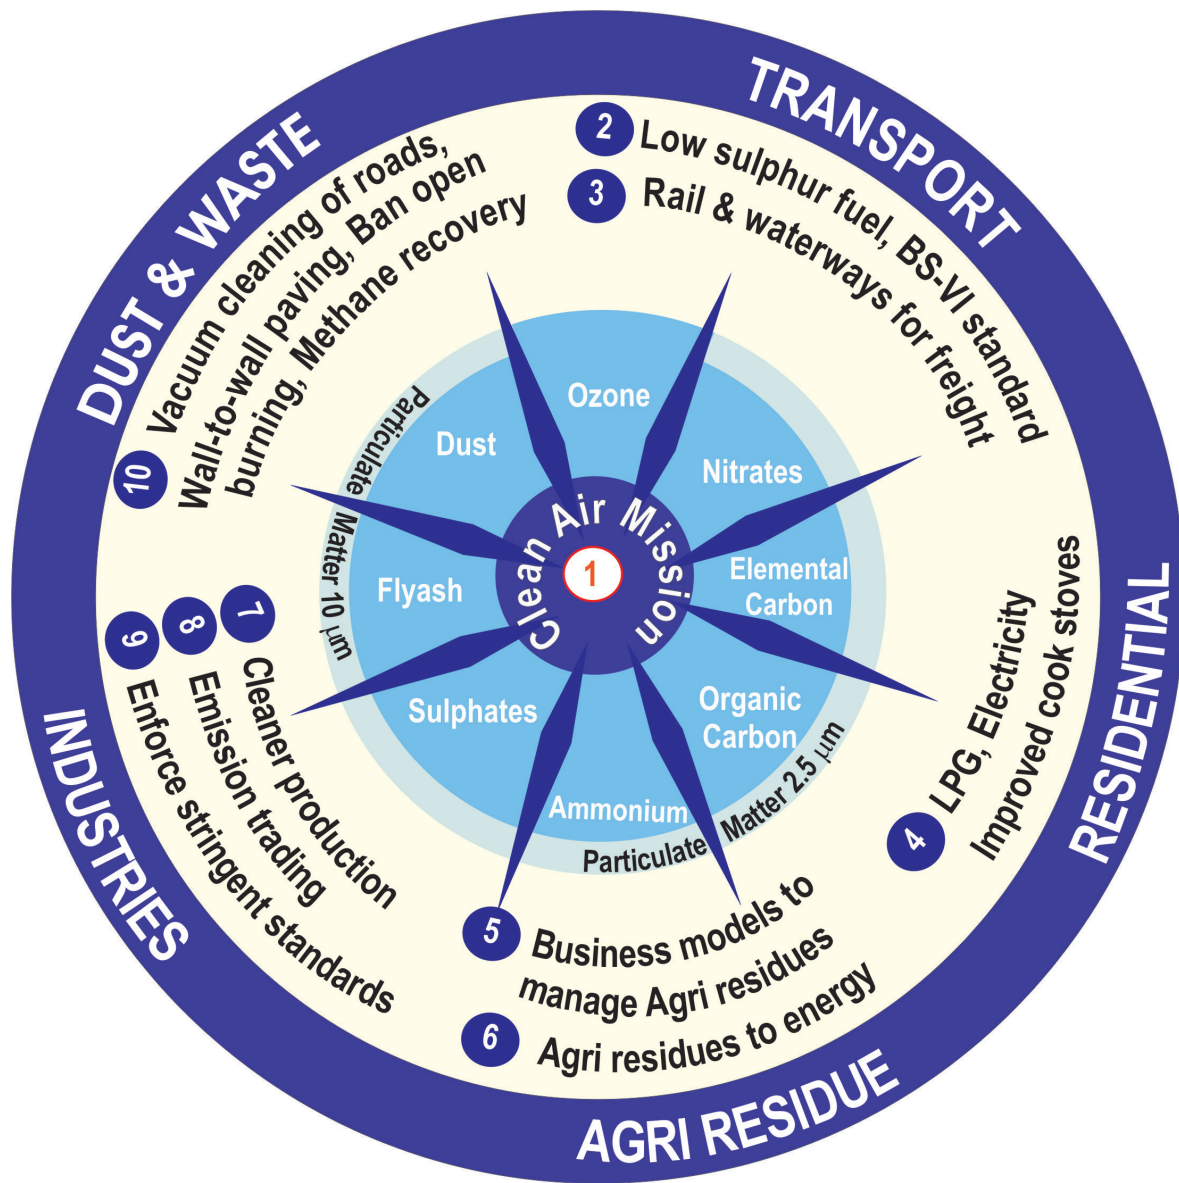 TRANSPORT
2 Low sulphur fuel, BS-VI standard
3 Rail & waterways for freight
RESIDENTIAL
4 LPG, Electricity
Improved cook stoves
AGRI RESIDUE
5 Business models to
manage Agri residues
6 Agri residues to energy
INDUSTRIES
7 Cleaner production
8 Emission trading
9 Enforce stringent standards
DUST & WASTE
10 Vacuum cleaning of roads,
Wall-to-wall paving, Ban open
burning, Methane recovery
Clean Air Mission
1
Ozone
Nitrates
Elemental
Carbon
Organic
Carbon
Ammonium
Sulphates
Flyash
Dust
Particulate Matter 2.5 μm
Particulate Matter 10 μm